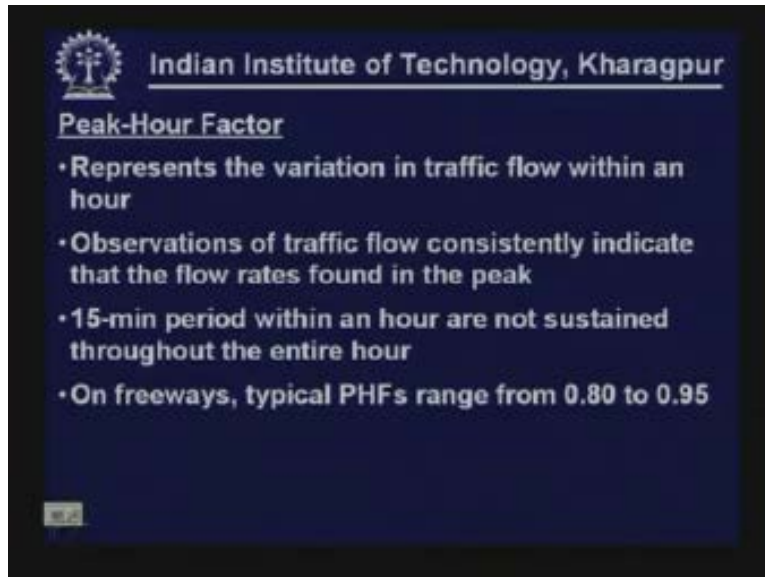 Indian Institute of Technology, Kharagpur
Peak-Hour Factor
•Represents the variation in traffic flow within an
hour
•Observations of traffic flow consistently indicate
that the flow rates found in the peak
•15-min period within an hour are not sustained
throughout the entire hour
•On freeways, typical PHFs range from 0.80 to 0.95